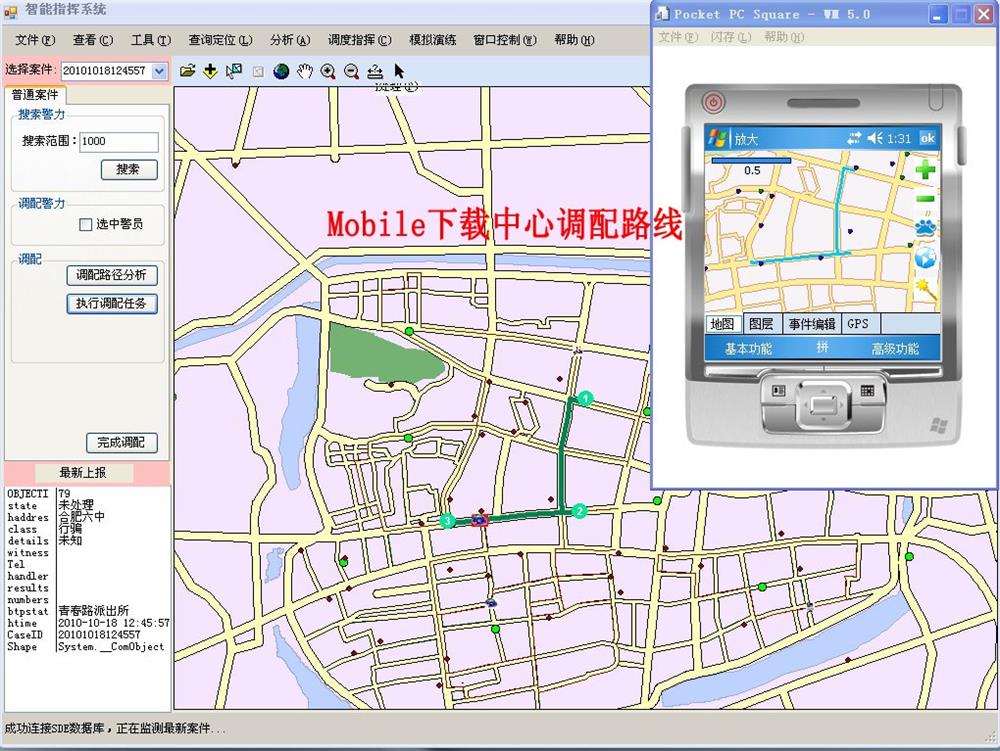 智能指挥系统
文件(F) 查看(C) 工具(T) 查询定位(L) 分析(A) 调度指挥(C) 模拟演练 窗口控制(W) 帮助(H)
选择案件: 20101018124557
普通案件
搜索警力
搜索范围: 1000
搜索
调配警力
选中警员
调配
调配路径分析
执行调配任务
完成调配
最新上报
OBJECTI 79
state 未处理
haddres 合肥六中
class 行骗
details 未知
witness
Tel
handler
results
numbers
btpstat 青春路派出所
htime 2010-10-18 12:45:57
CaseID 20101018124557
Shape System.__ComObject
成功连接SDE数据库，正在监测最新案件...
Mobile下载中心调配路线
1
2
3
Pocket PC Square - WM 5.0
文件(F) 闪存(L) 帮助(H)
放大 1:31 ok
0.5
地图 图层 事件编辑 GPS
基本功能 拼 高级功能